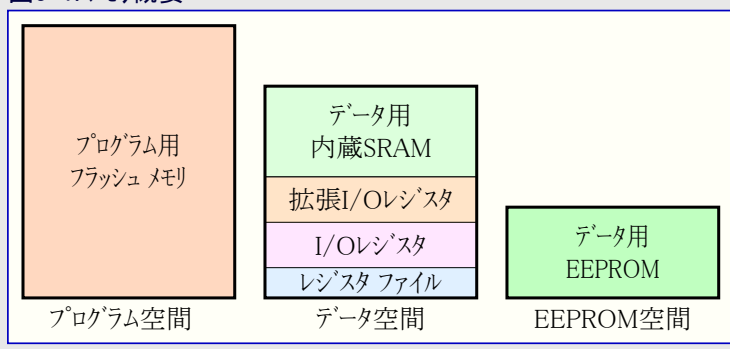 プログラム用
フラッシュ メモリ
プログラム空間
データ用
内蔵SRAM
拡張I/Oレジスタ
I/Oレジスタ
レジスタ ファイル
データ空間
データ用
EEPROM
EEPROM空間